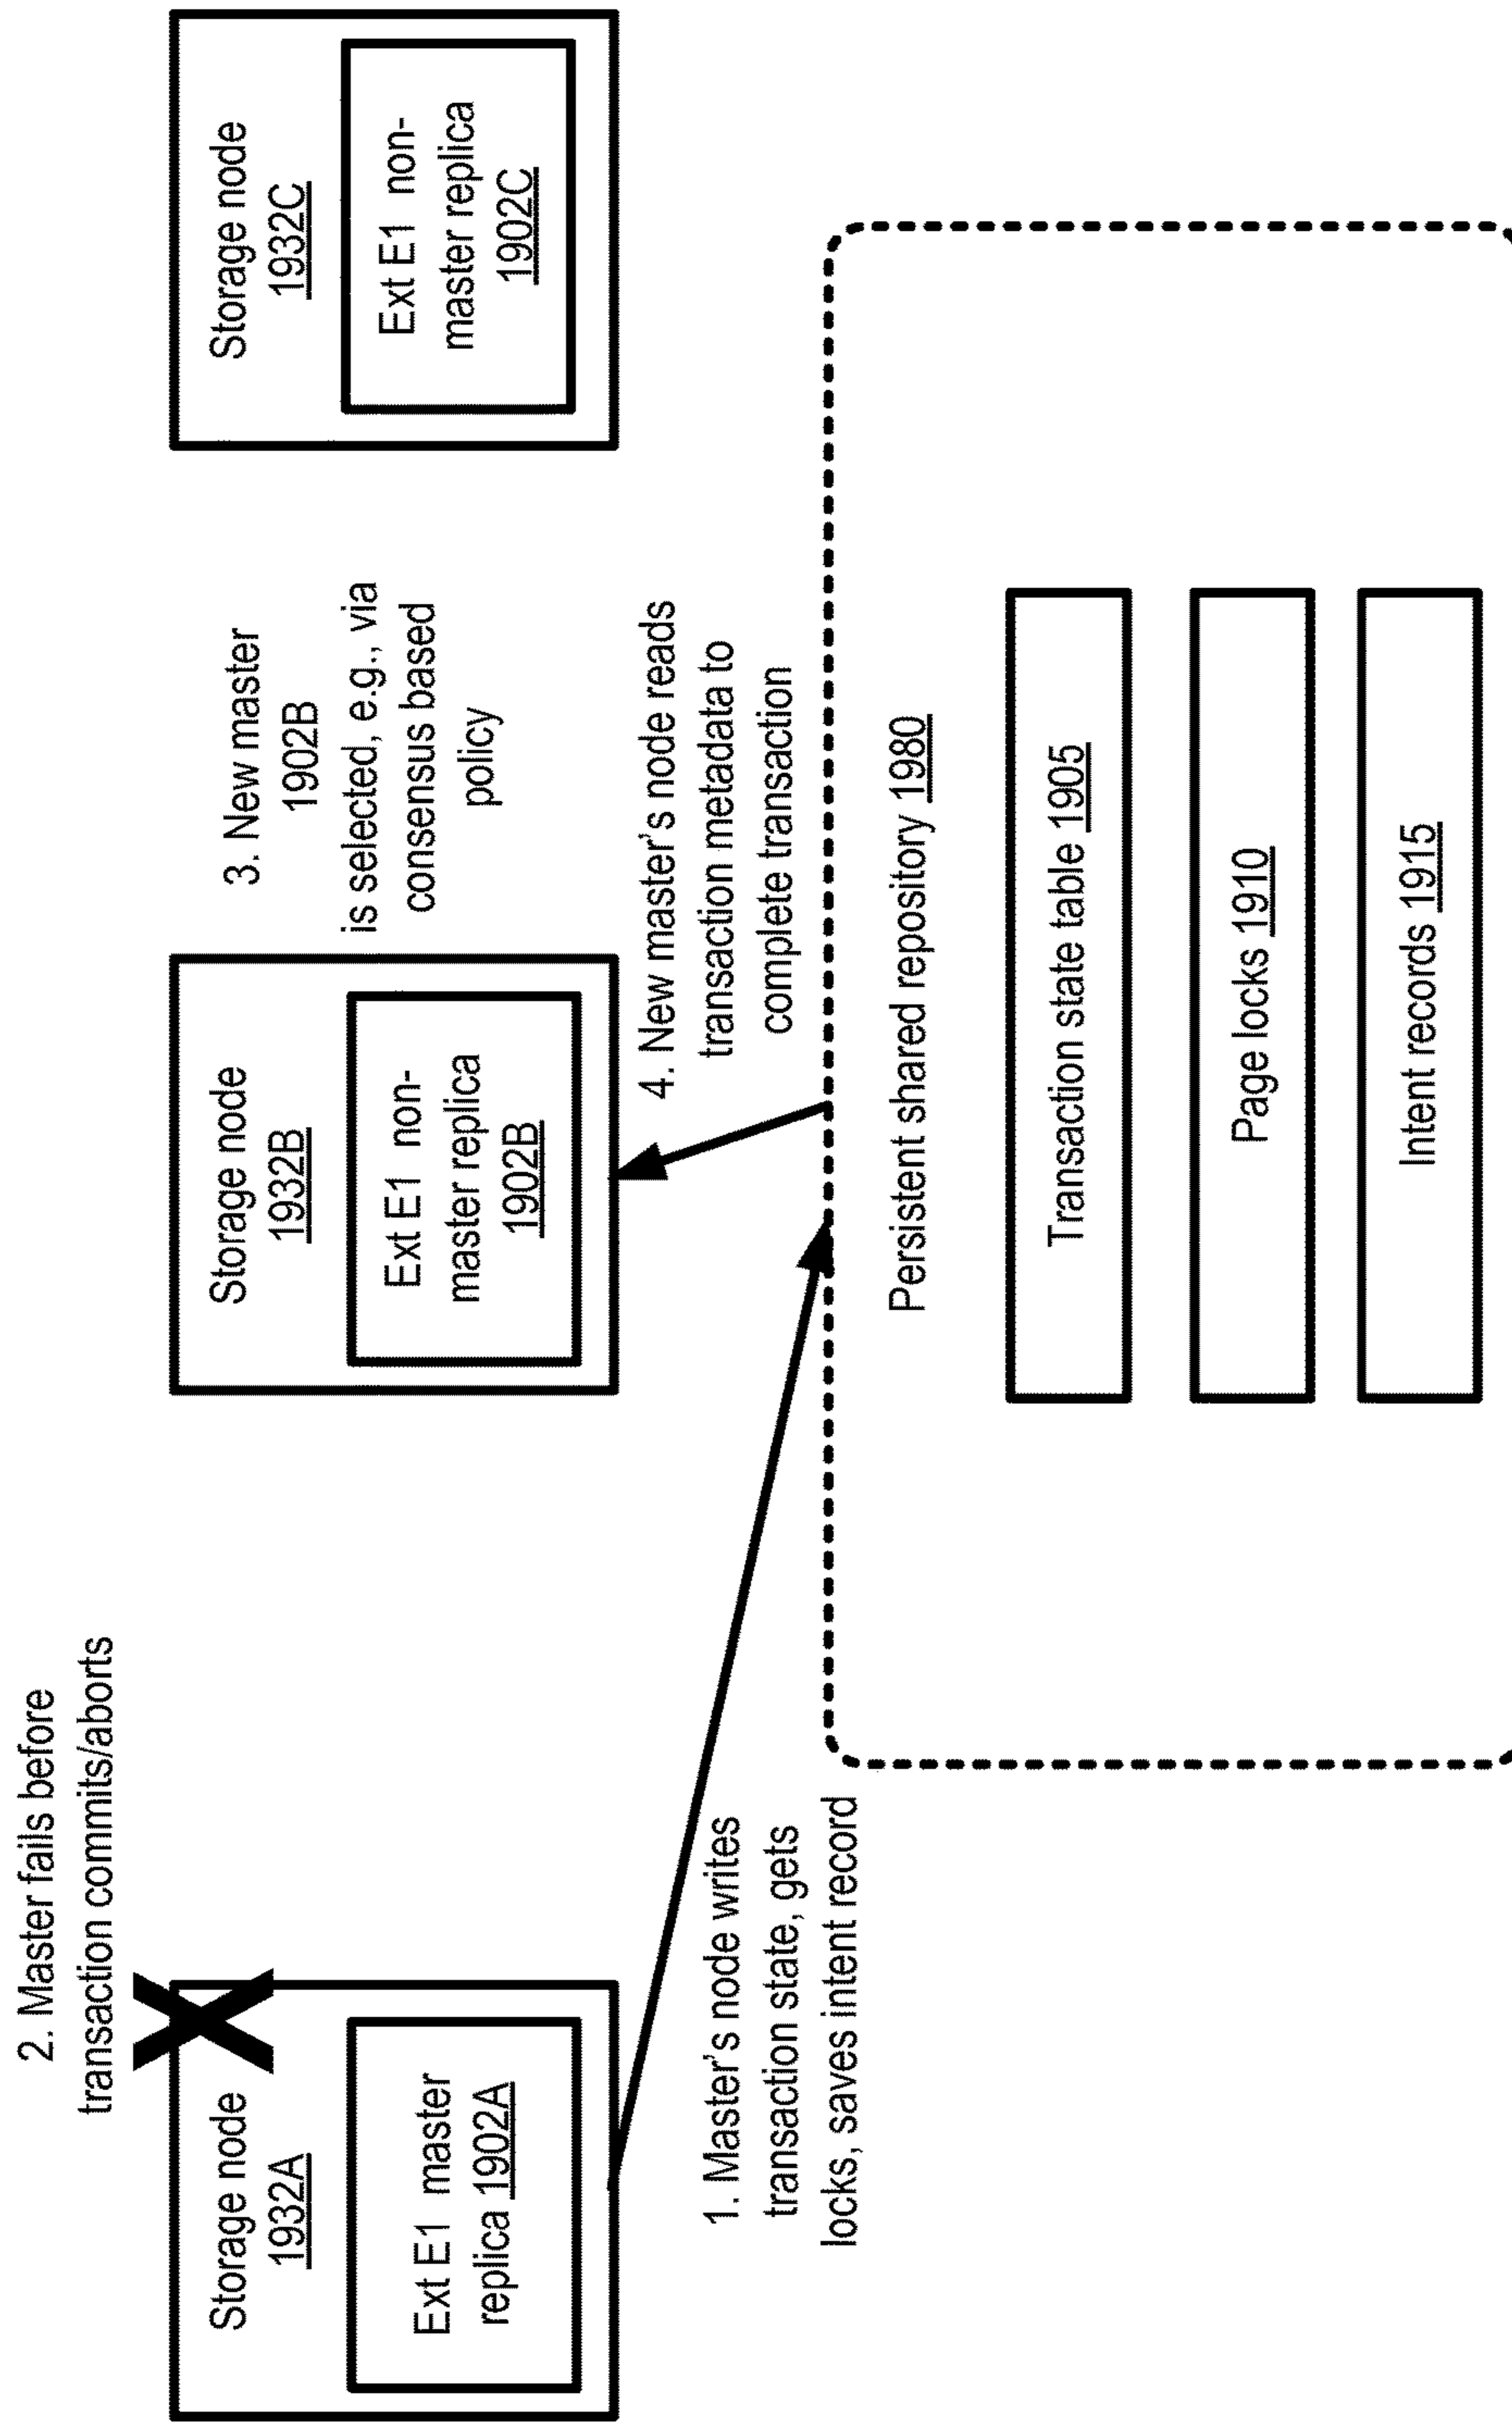 2. Master fails before
transaction commits/aborts
Storage node
1932A
Ext E1 master
replica 1902A
Storage node
1932B
Ext E1 non-
master replica
1902B
3. New master
1902B
is selected, e.g., via
consensus based
policy
Storage node
1932C
Ext E1 non-
master replica
1902C
1. Master's node writes
transaction state, gets
locks, saves intent record
4. New master's node reads
transaction metadata to
complete transaction
Persistent shared repository 1980
Transaction state table 1905
Page locks 1910
Intent records 1915